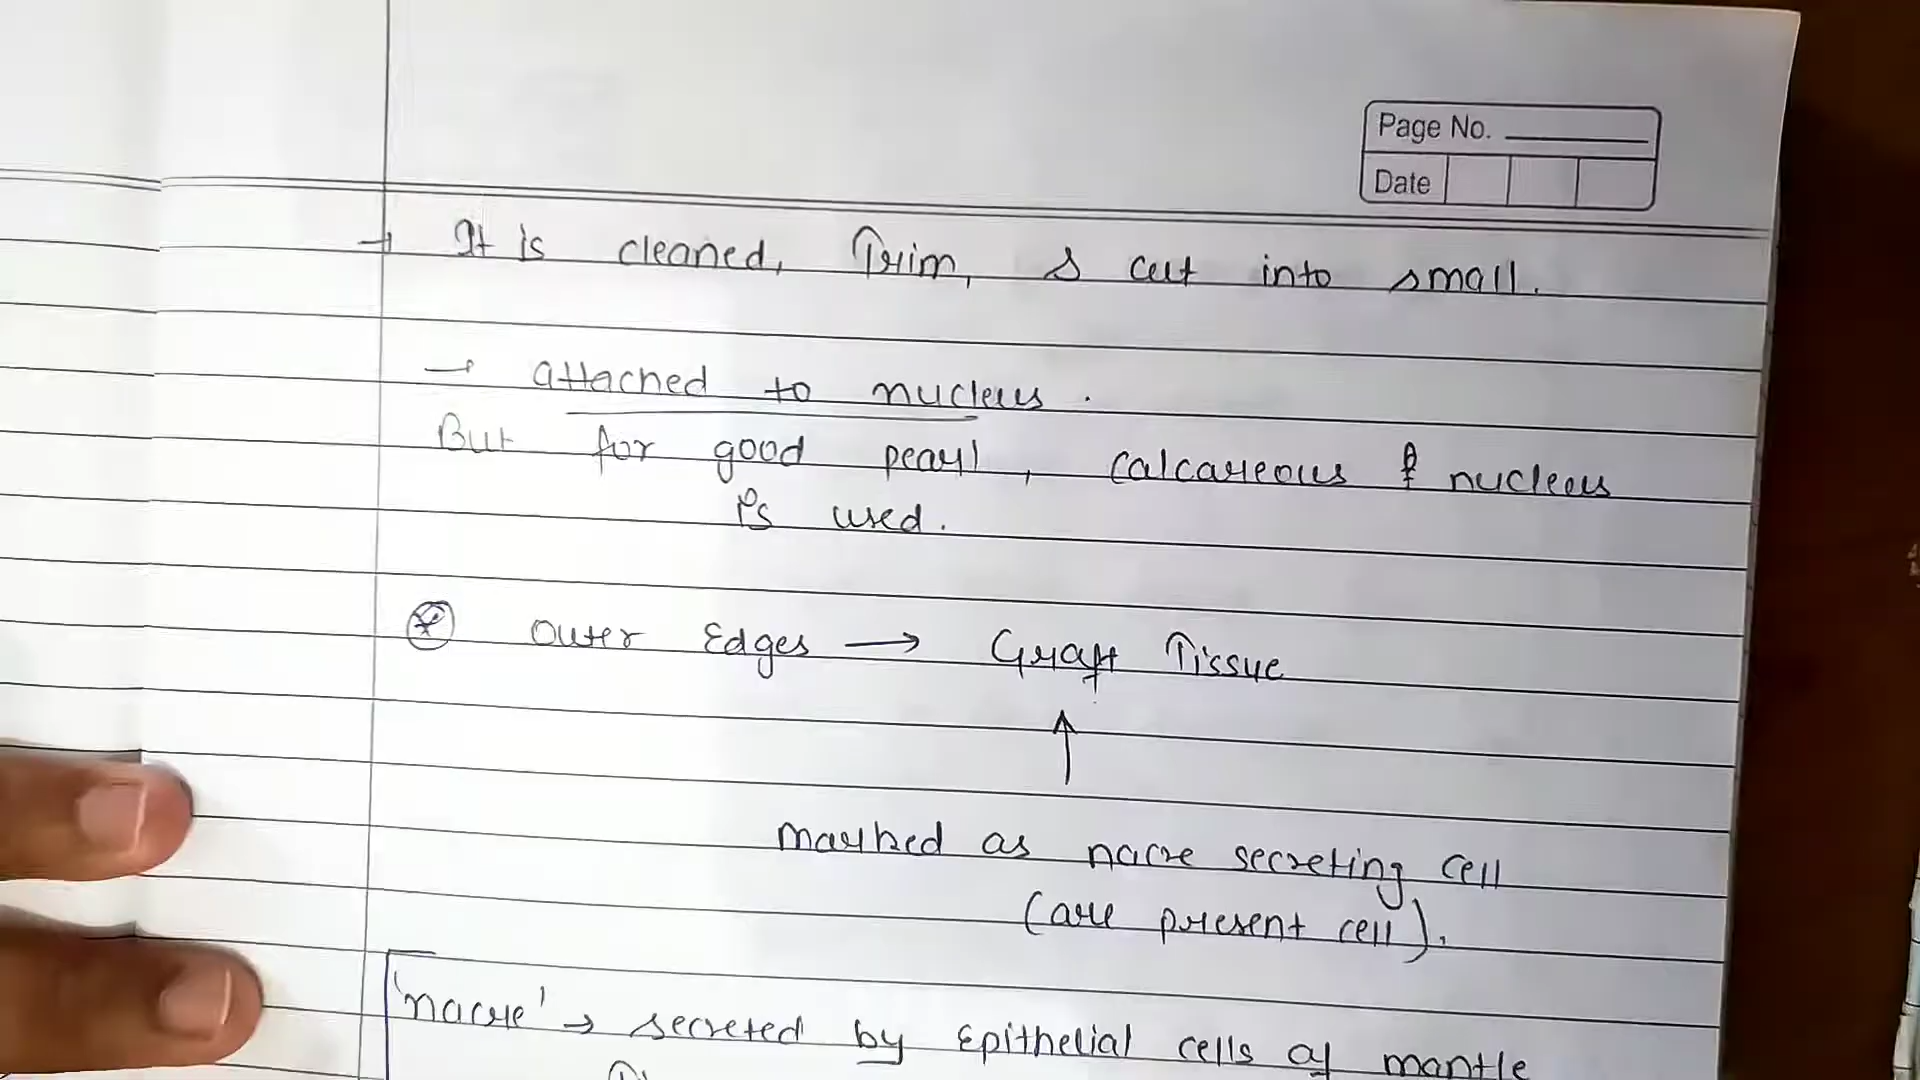 Page No.
Date
→ It is cleaned, Trim, & cut into small.
→ attached to nucleus.
But for good pearl, calcareous nucleus
is used.
outer Edges → Graft Tissue
↑
marked as nacre secreting cell
(are present cell).
'nacre' → secreted by Epithelial cells of mantle